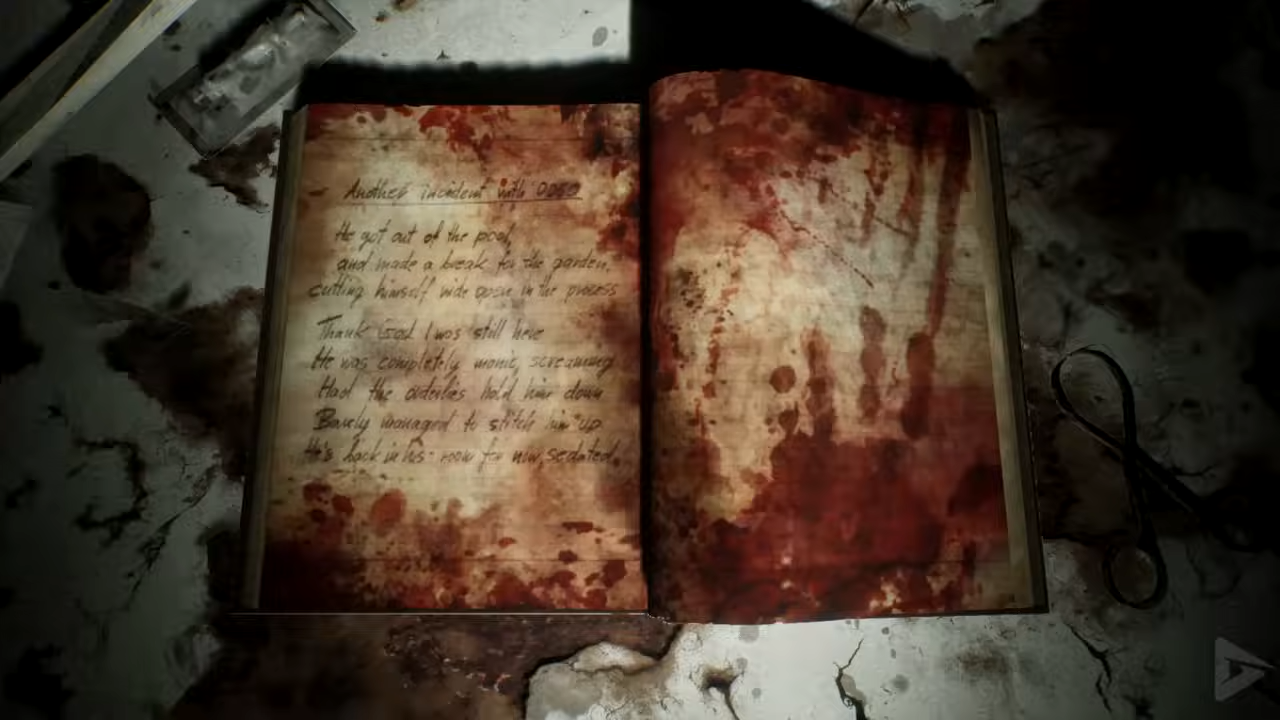 Another incident with
He got out of the pool,
and made a break for the garden,
cutting himself wide open in the process
Thank God I was still here
He was completely manic, screaming
Had the orderlies hold him down
Barely managed to stitch him up
He's back in his room for now, sedated.